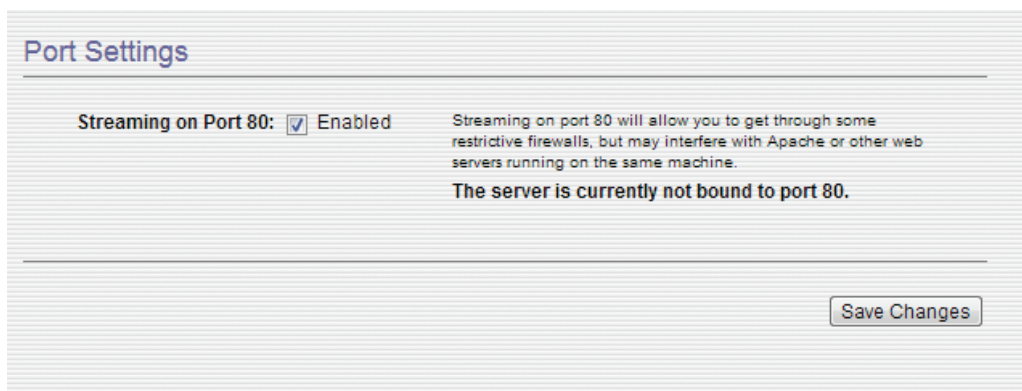 Port Settings
Streaming on Port 80: Enabled
Streaming on port 80 will allow you to get through some
restrictive firewalls, but may interfere with Apache or other web
servers running on the same machine.
The server is currently not bound to port 80.
Save Changes